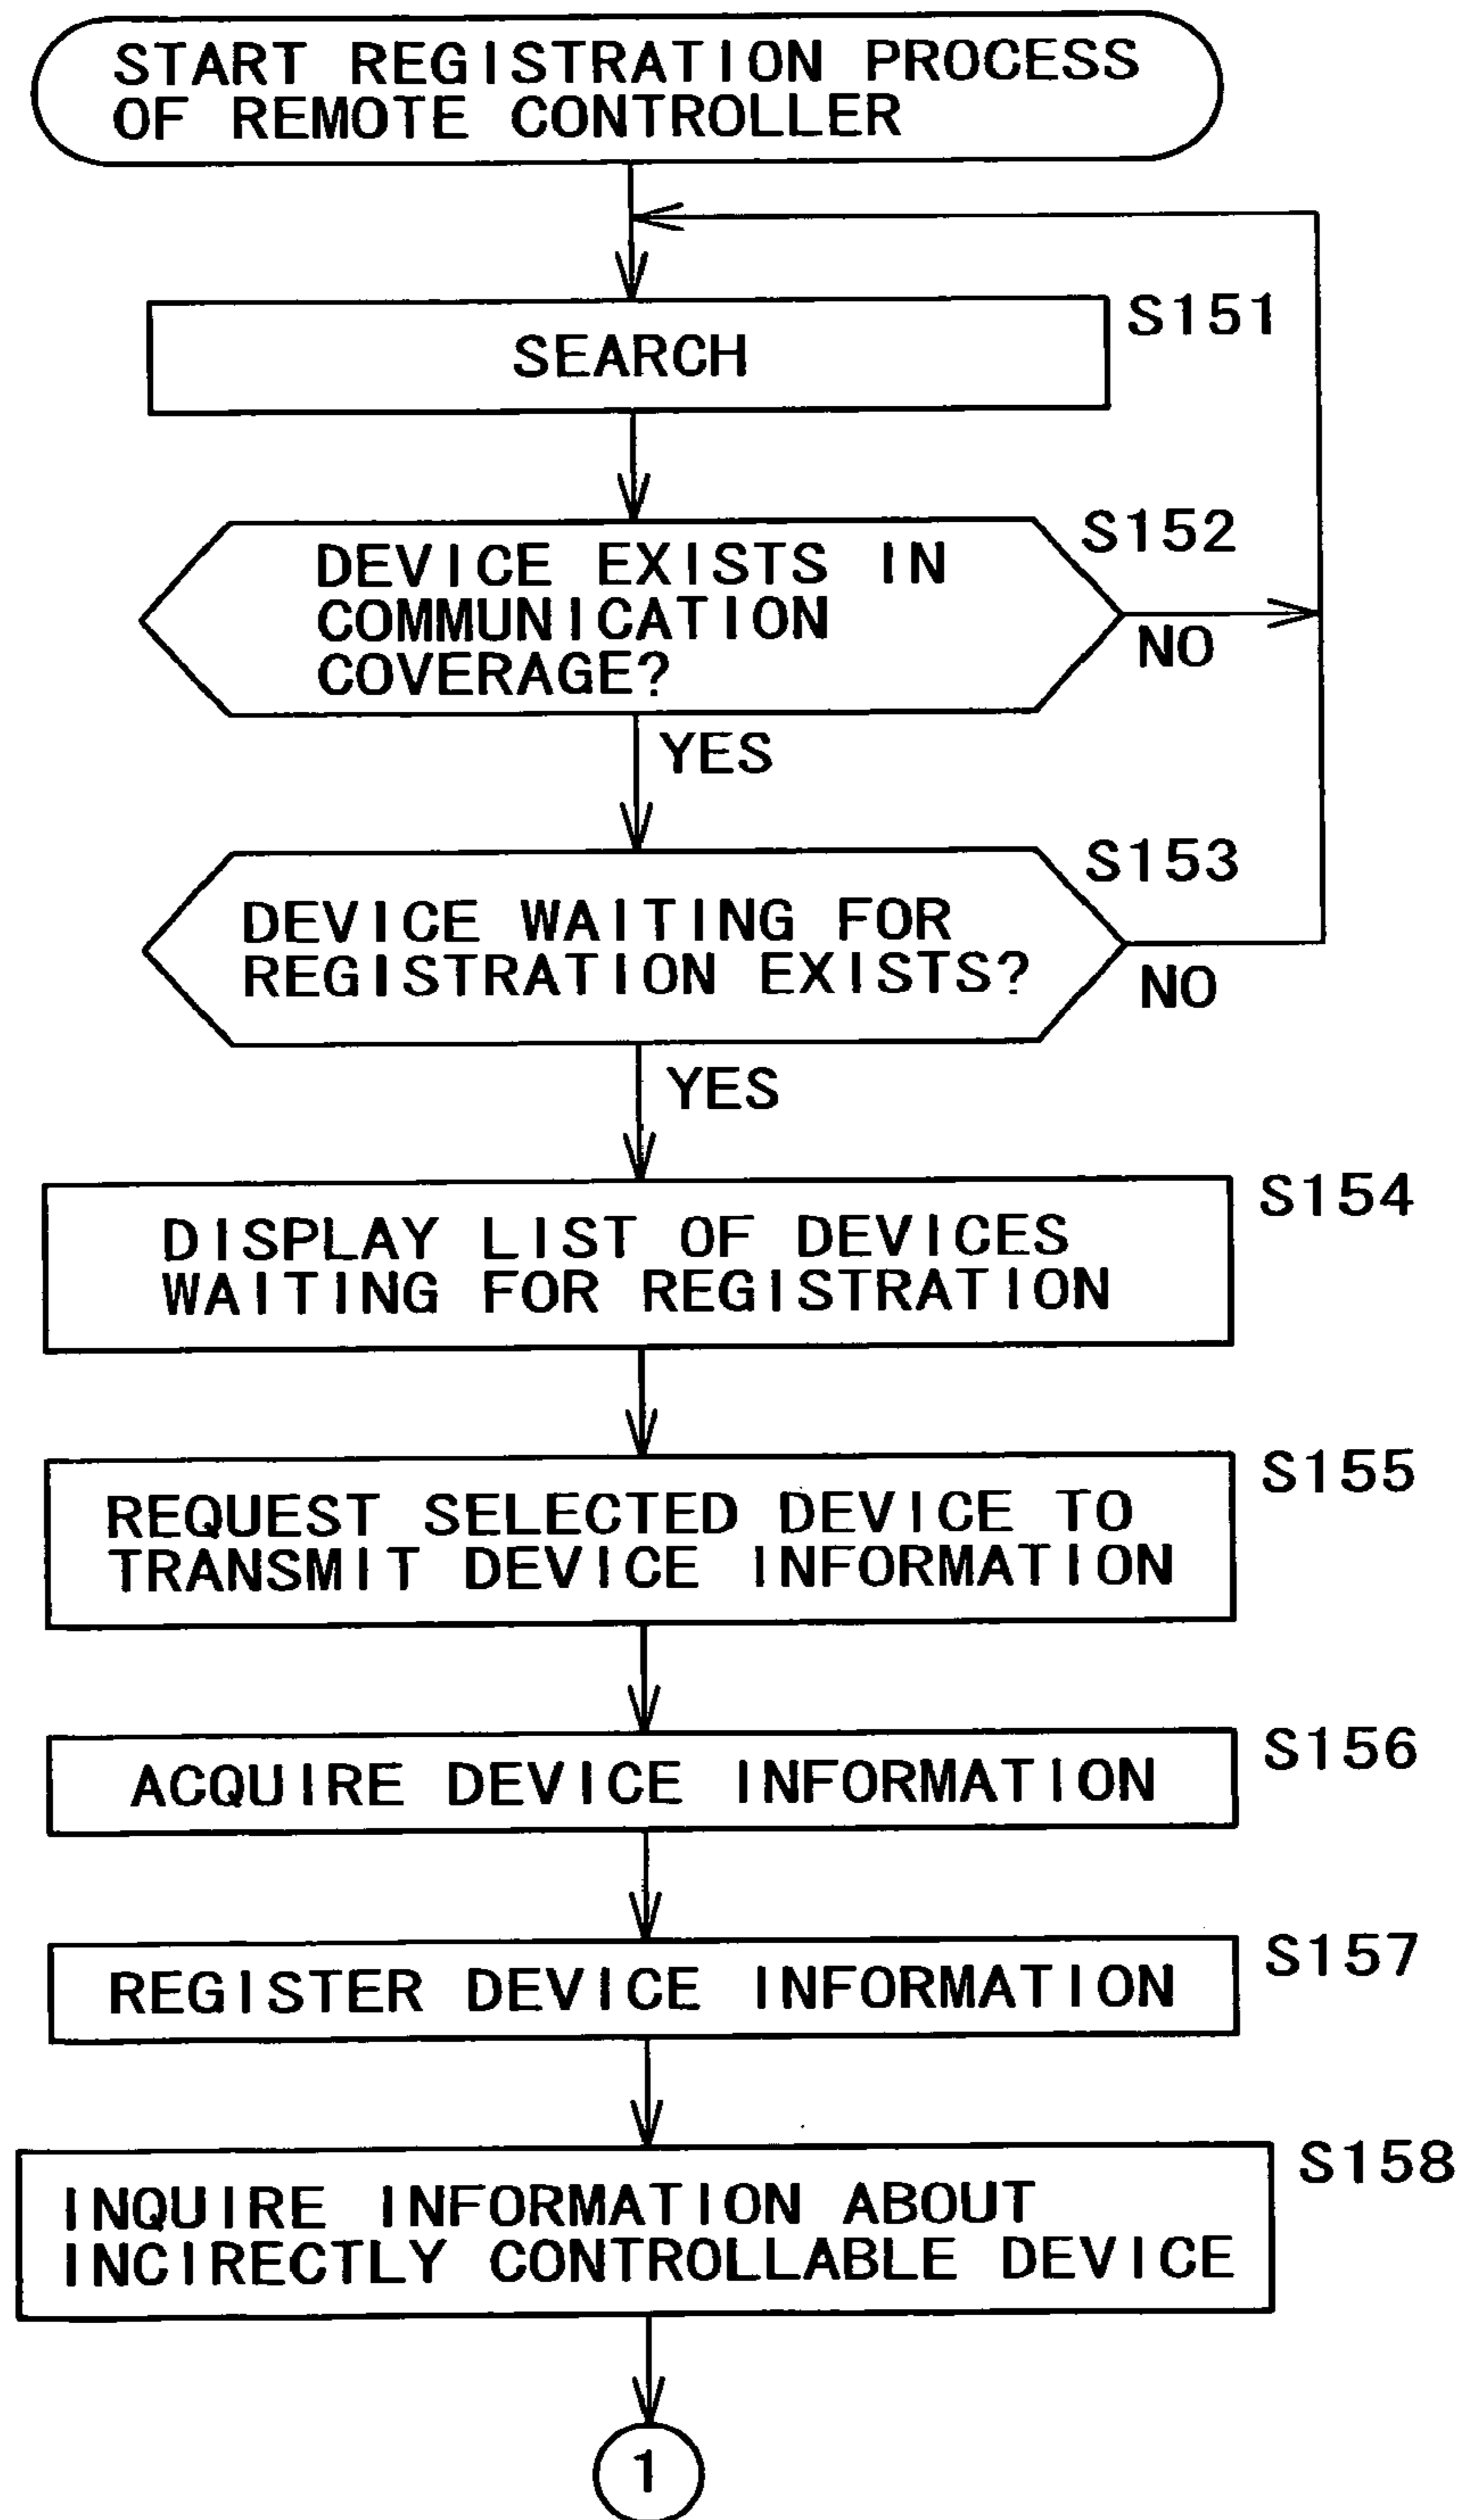 START REGISTRATION PROCESS
OF REMOTE CONTROLLER
S151
SEARCH
S152
DEVICE EXISTS IN
COMMUNICATION
COVERAGE?
NO
YES
S153
DEVICE WAITING FOR
REGISTRATION EXISTS?
NO
YES
S154
DISPLAY LIST OF DEVICES
WAITING FOR REGISTRATION
S155
REQUEST SELECTED DEVICE TO
TRANSMIT DEVICE INFORMATION
S156
ACQUIRE DEVICE INFORMATION
S157
REGISTER DEVICE INFORMATION
S158
INQUIRE INFORMATION ABOUT
INCIRECTLY CONTROLLABLE DEVICE
1